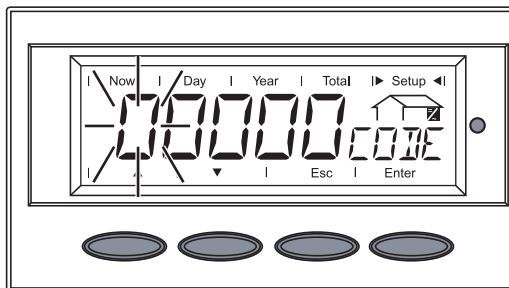 Now Day Year Total Setup
00000 CODE
▲ ▼ Esc Enter